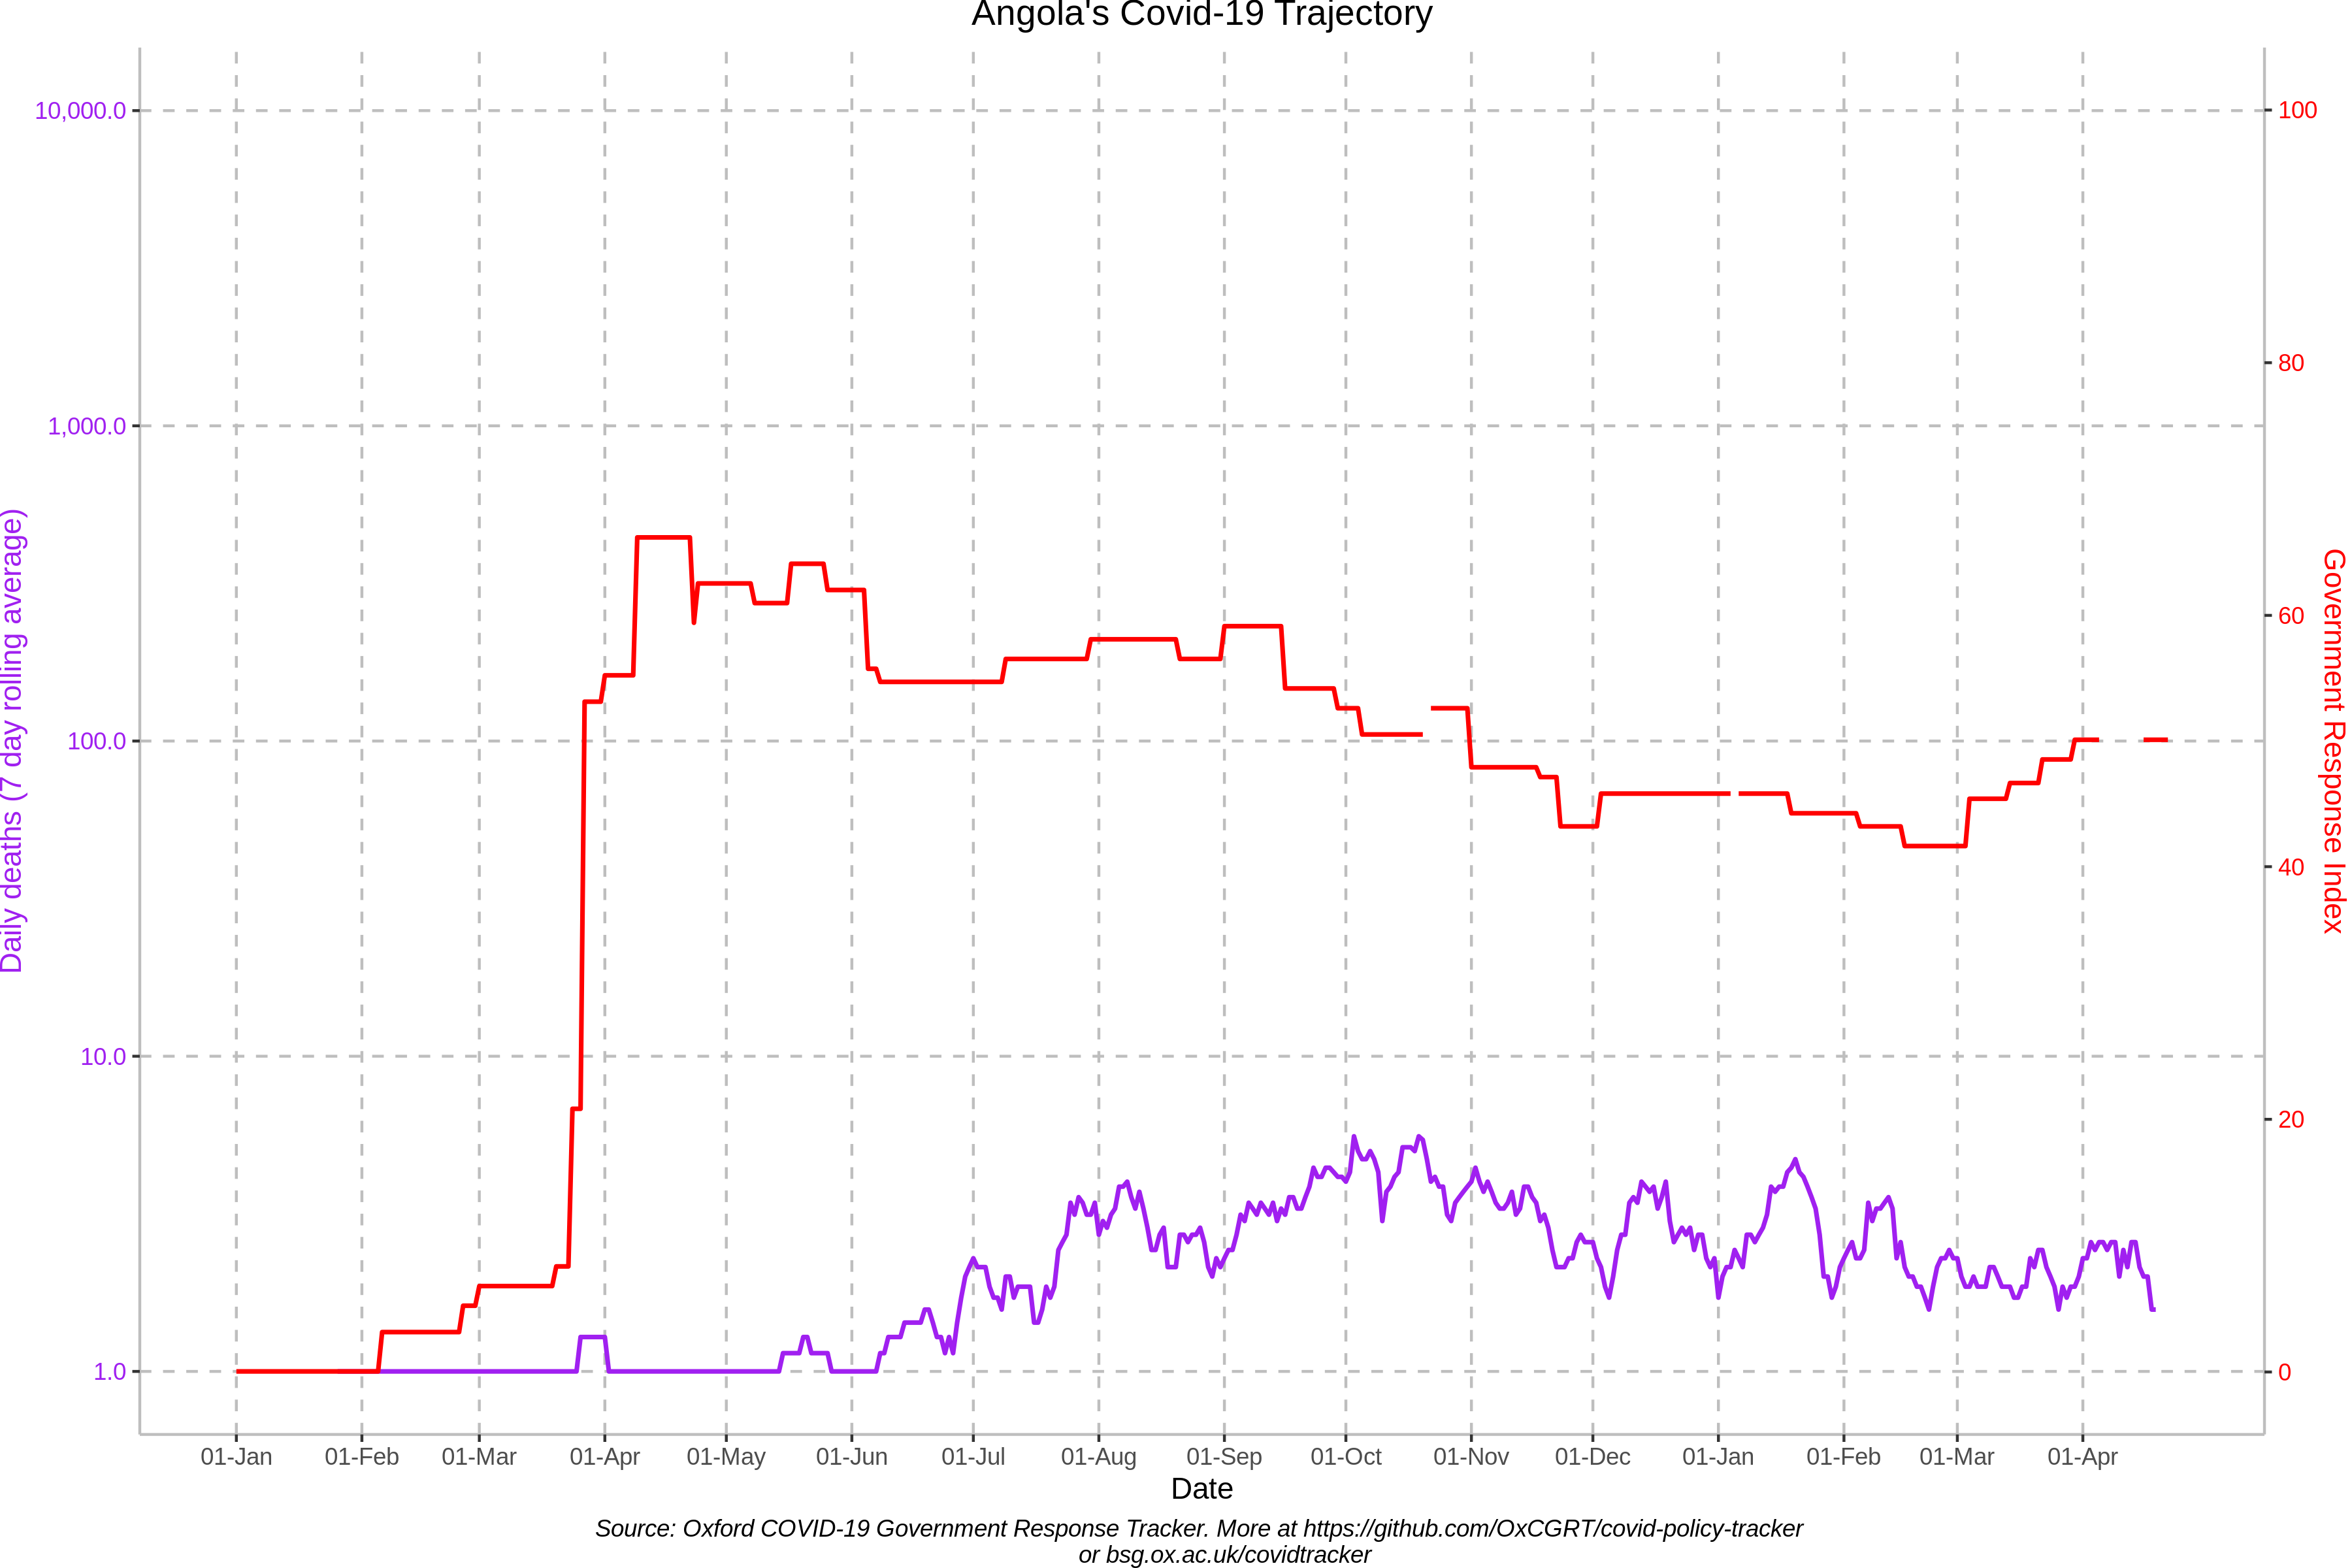 Angola's Covid-19 Trajectory
10,000.0
1,000.0
100.0
10.0
1.0
Daily deaths (7 day rolling average)
100
80
60
40
20
0
Government Response Index
01-Jan 01-Feb 01-Mar 01-Apr 01-May 01-Jun 01-Jul 01-Aug 01-Sep 01-Oct 01-Nov 01-Dec 01-Jan 01-Feb 01-Mar 01-Apr
Date
Source: Oxford COVID-19 Government Response Tracker. More at https://github.com/OxCGRT/covid-policy-tracker
or bsg.ox.ac.uk/covidtracker